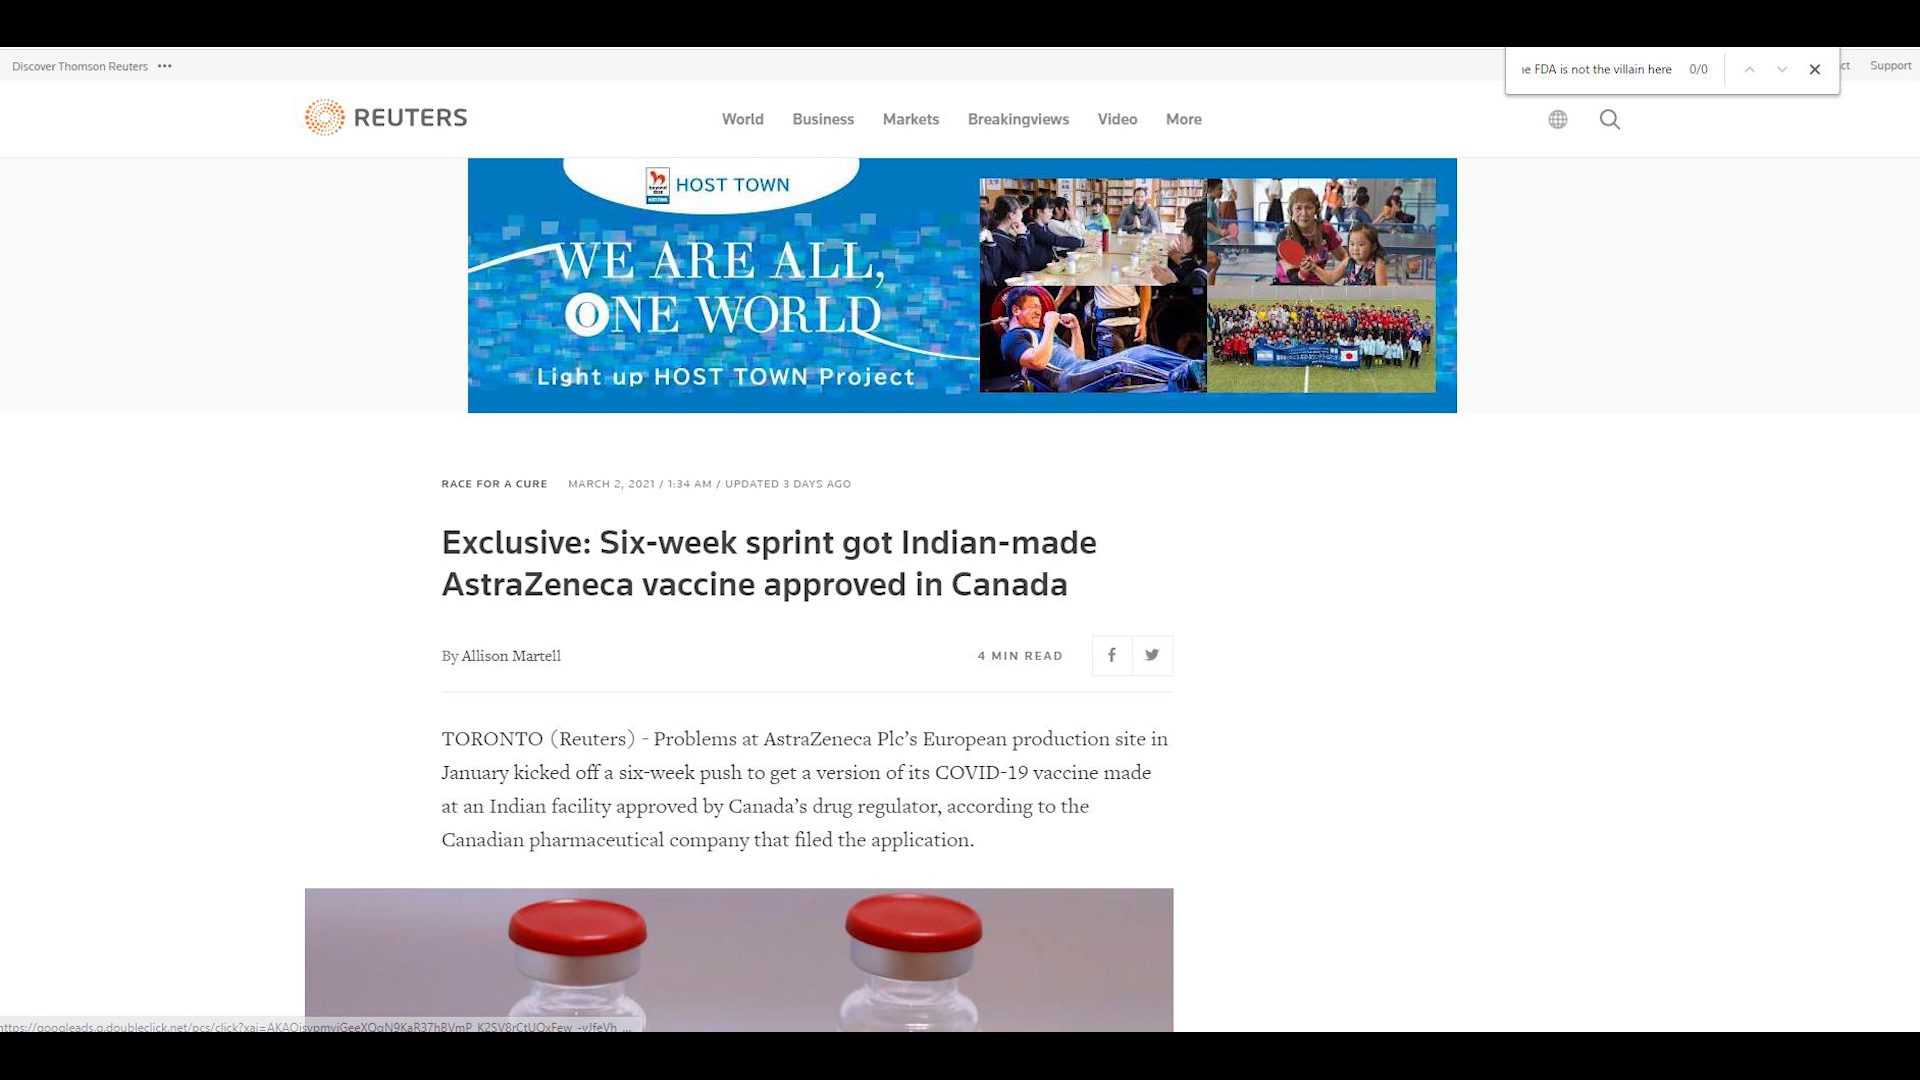 Discover Thomson Reuters •••
FDA is not the villain here 0/0
Support
REUTERS
World Business Markets Breakingviews Video More
HOST TOWN
WE ARE ALL,
ONE WORLD
Light up HOST TOWN Project
RACE FOR A CURE MARCH 2, 2021 / 1:34 AM / UPDATED 3 DAYS AGO
Exclusive: Six-week sprint got Indian-made
AstraZeneca vaccine approved in Canada
By Allison Martell
4 MIN READ
TORONTO (Reuters) - Problems at AstraZeneca Plc’s European production site in
January kicked off a six-week push to get a version of its COVID-19 vaccine made
at an Indian facility approved by Canada’s drug regulator, according to the
Canadian pharmaceutical company that filed the application.